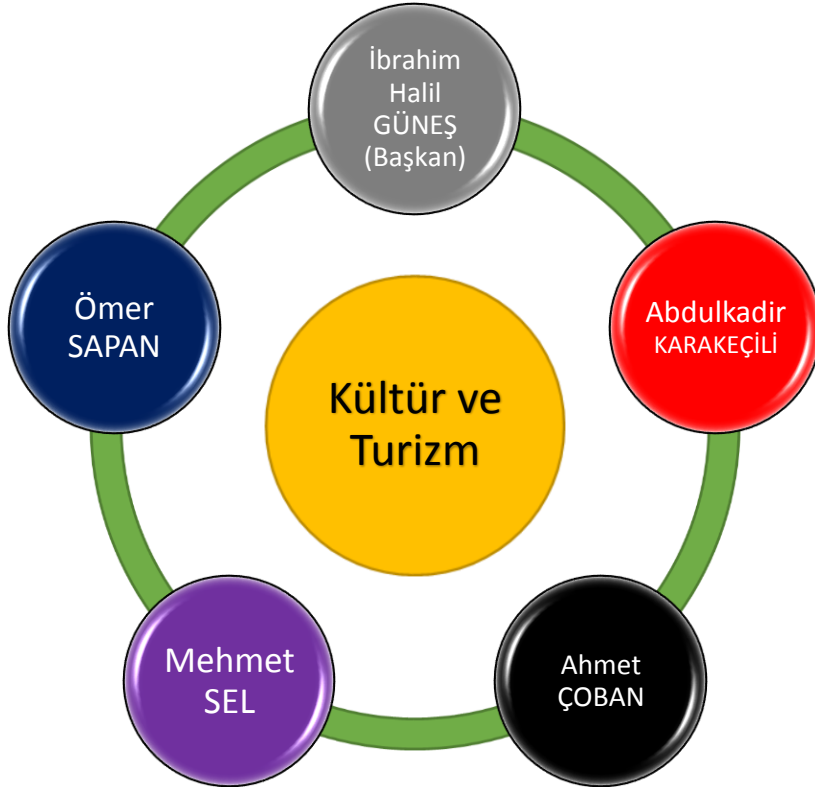 İbrahim
Halil
GÜNEŞ
(Başkan)
Abdulkadir
KARAKEÇİLİ
Ahmet
ÇOBAN
Mehmet
SEL
Ömer
SAPAN
Kültür ve
Turizm